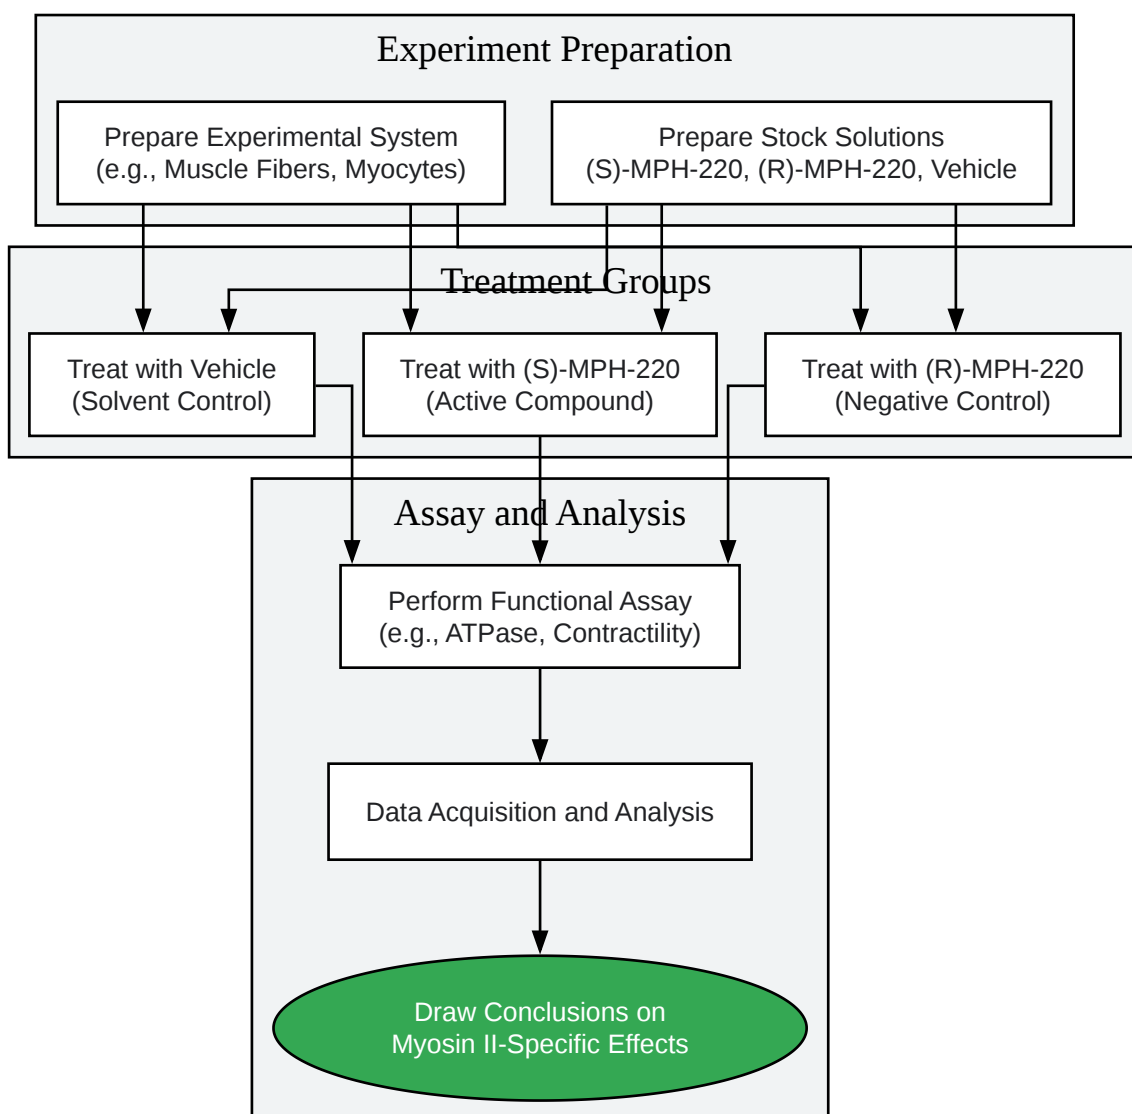 Experiment Preparation
Prepare Experimental System
(e.g., Muscle Fibers, Myocytes)
Prepare Stock Solutions
(S)-MPH-220, (R)-MPH-220, Vehicle
Treatment Groups
Treat with Vehicle
(Solvent Control)
Treat with (S)-MPH-220
(Active Compound)
Treat with (R)-MPH-220
(Negative Control)
Assay and Analysis
Perform Functional Assay
(e.g., ATPase, Contractility)
Data Acquisition and Analysis
Draw Conclusions on
Myosin II-Specific Effects